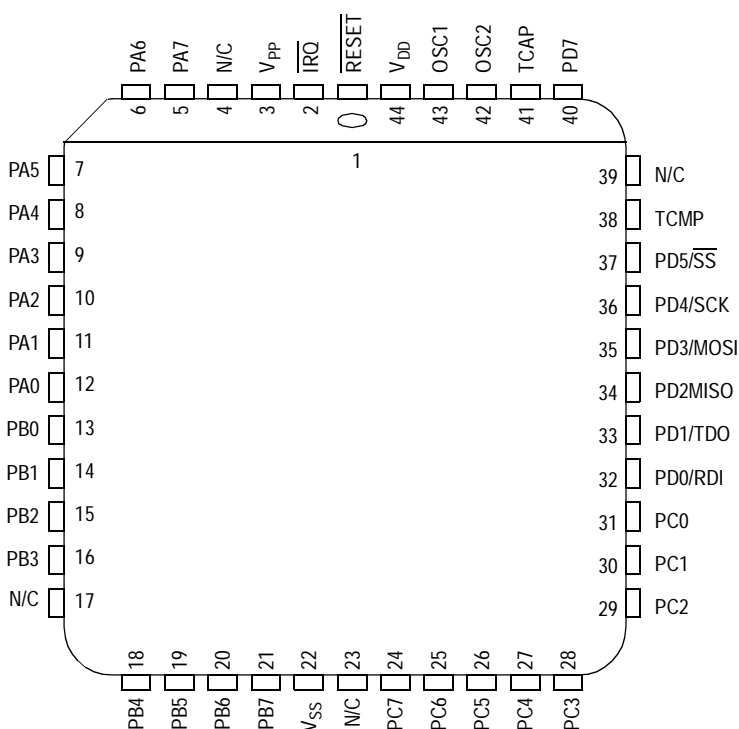 PA6 PA7 N/C VPP IRQ RESET VDD OSC1 OSC2 TCAP PD7
6 5 4 3 2 44 43 42 41 40
1
PA5 7
PA4 8
PA3 9
PA2 10
PA1 11
PA0 12
PB0 13
PB1 14
PB2 15
PB3 16
N/C 17
39 N/C
38 TCMP
37 PD5/SS
36 PD4/SCK
35 PD3/MOSI
34 PD2MISO
33 PD1/TDO
32 PD0/RDI
31 PC0
30 PC1
29 PC2
18 19 20 21 22 23 24 25 26 27 28
PB4 PB5 PB6 PB7 VSS N/C PC7 PC6 PC5 PC4 PC3